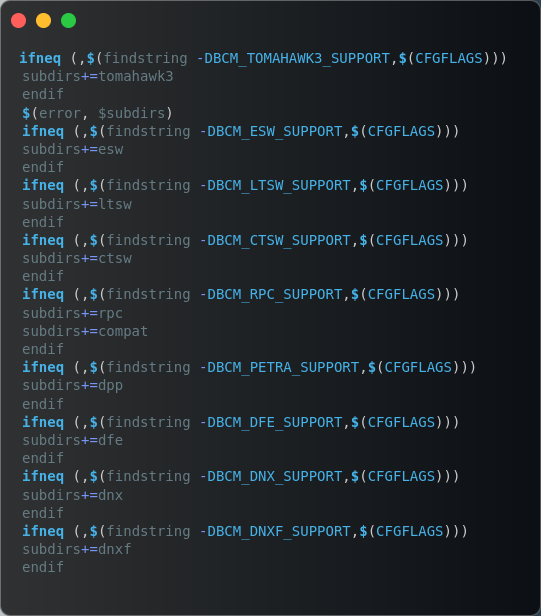 ifneq (,$(findstring -DBCM_TOMAHAWK3_SUPPORT,$(CFGFLAGS)))
subdirs+=tomahawk3
endif
$(error, $subdirs)
ifneq (,$(findstring -DBCM_ESW_SUPPORT,$(CFGFLAGS)))
subdirs+=esw
endif
ifneq (,$(findstring -DBCM_LTSW_SUPPORT,$(CFGFLAGS)))
subdirs+=ltsw
endif
ifneq (,$(findstring -DBCM_CTSW_SUPPORT,$(CFGFLAGS)))
subdirs+=ctsw
endif
ifneq (,$(findstring -DBCM_RPC_SUPPORT,$(CFGFLAGS)))
subdirs+=rpc
subdirs+=compat
endif
ifneq (,$(findstring -DBCM_PETRA_SUPPORT,$(CFGFLAGS)))
subdirs+=dpp
endif
ifneq (,$(findstring -DBCM_DFE_SUPPORT,$(CFGFLAGS)))
subdirs+=dfe
endif
ifneq (,$(findstring -DBCM_DNX_SUPPORT,$(CFGFLAGS)))
subdirs+=dnx
endif
ifneq (,$(findstring -DBCM_DNXF_SUPPORT,$(CFGFLAGS)))
subdirs+=dnxf
endif